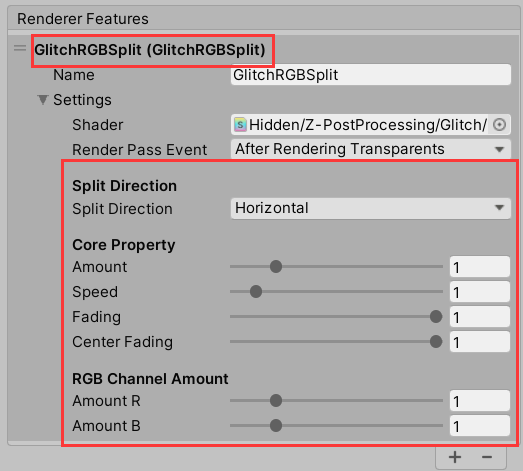 Renderer Features
GlitchRGBSplit (GlitchRGBSplit)
Name GlitchRGBSplit
Settings
Shader Hidden/Z-PostProcessing/Glitch/
Render Pass Event After Rendering Transparents
Split Direction
Split Direction Horizontal
Core Property
Amount 1
Speed 1
Fading 1
Center Fading 1
RGB Channel Amount
Amount R 1
Amount B 1